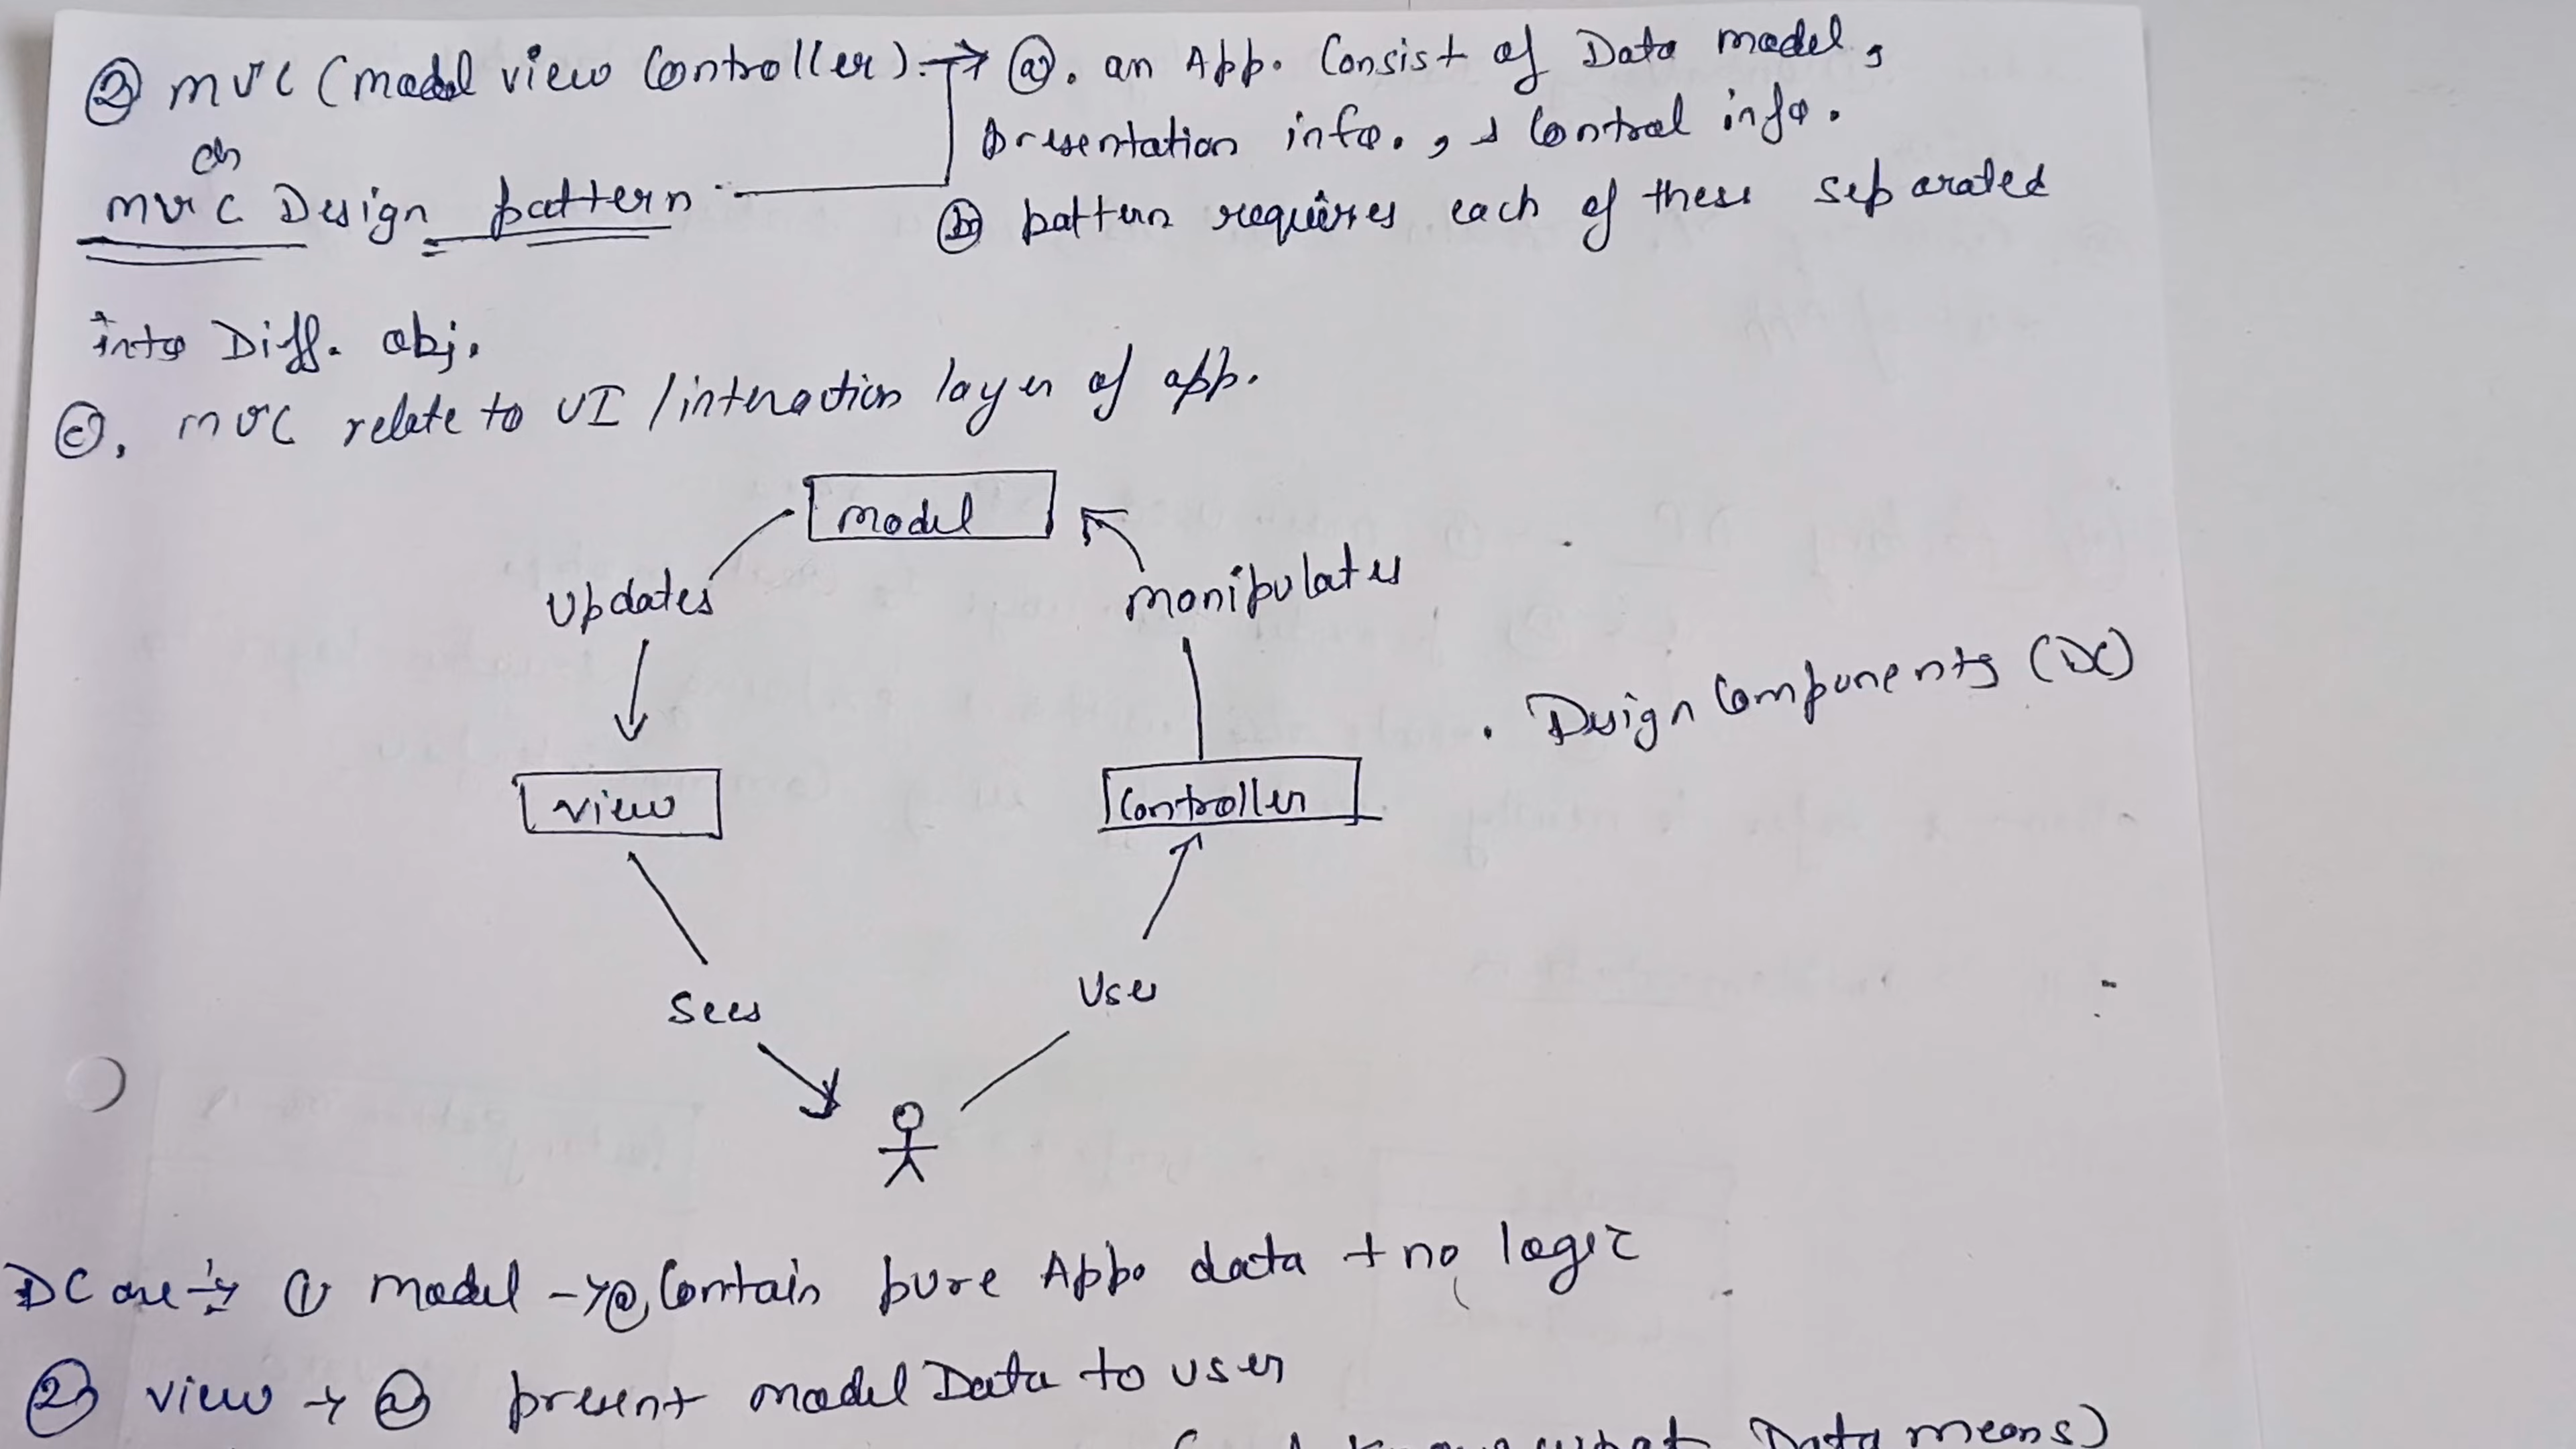 ② MVC (Model view Controller) :→ ⓐ. an App. Consist of Data model,
presentation info., & Control info.
or
MVC Design pattern
ⓑ pattern requires each of these separated
into Diff. obj.
ⓒ. MVC relate to UI / interaction layer of app.
Model
Updates
Manipulates
. Design Components (DC)
view
Controller
Sees
Uses
DC are :→ ① Model → ⓐ Contain pure App. data + no logic
② view → ⓐ present model Data to user
what Data means)